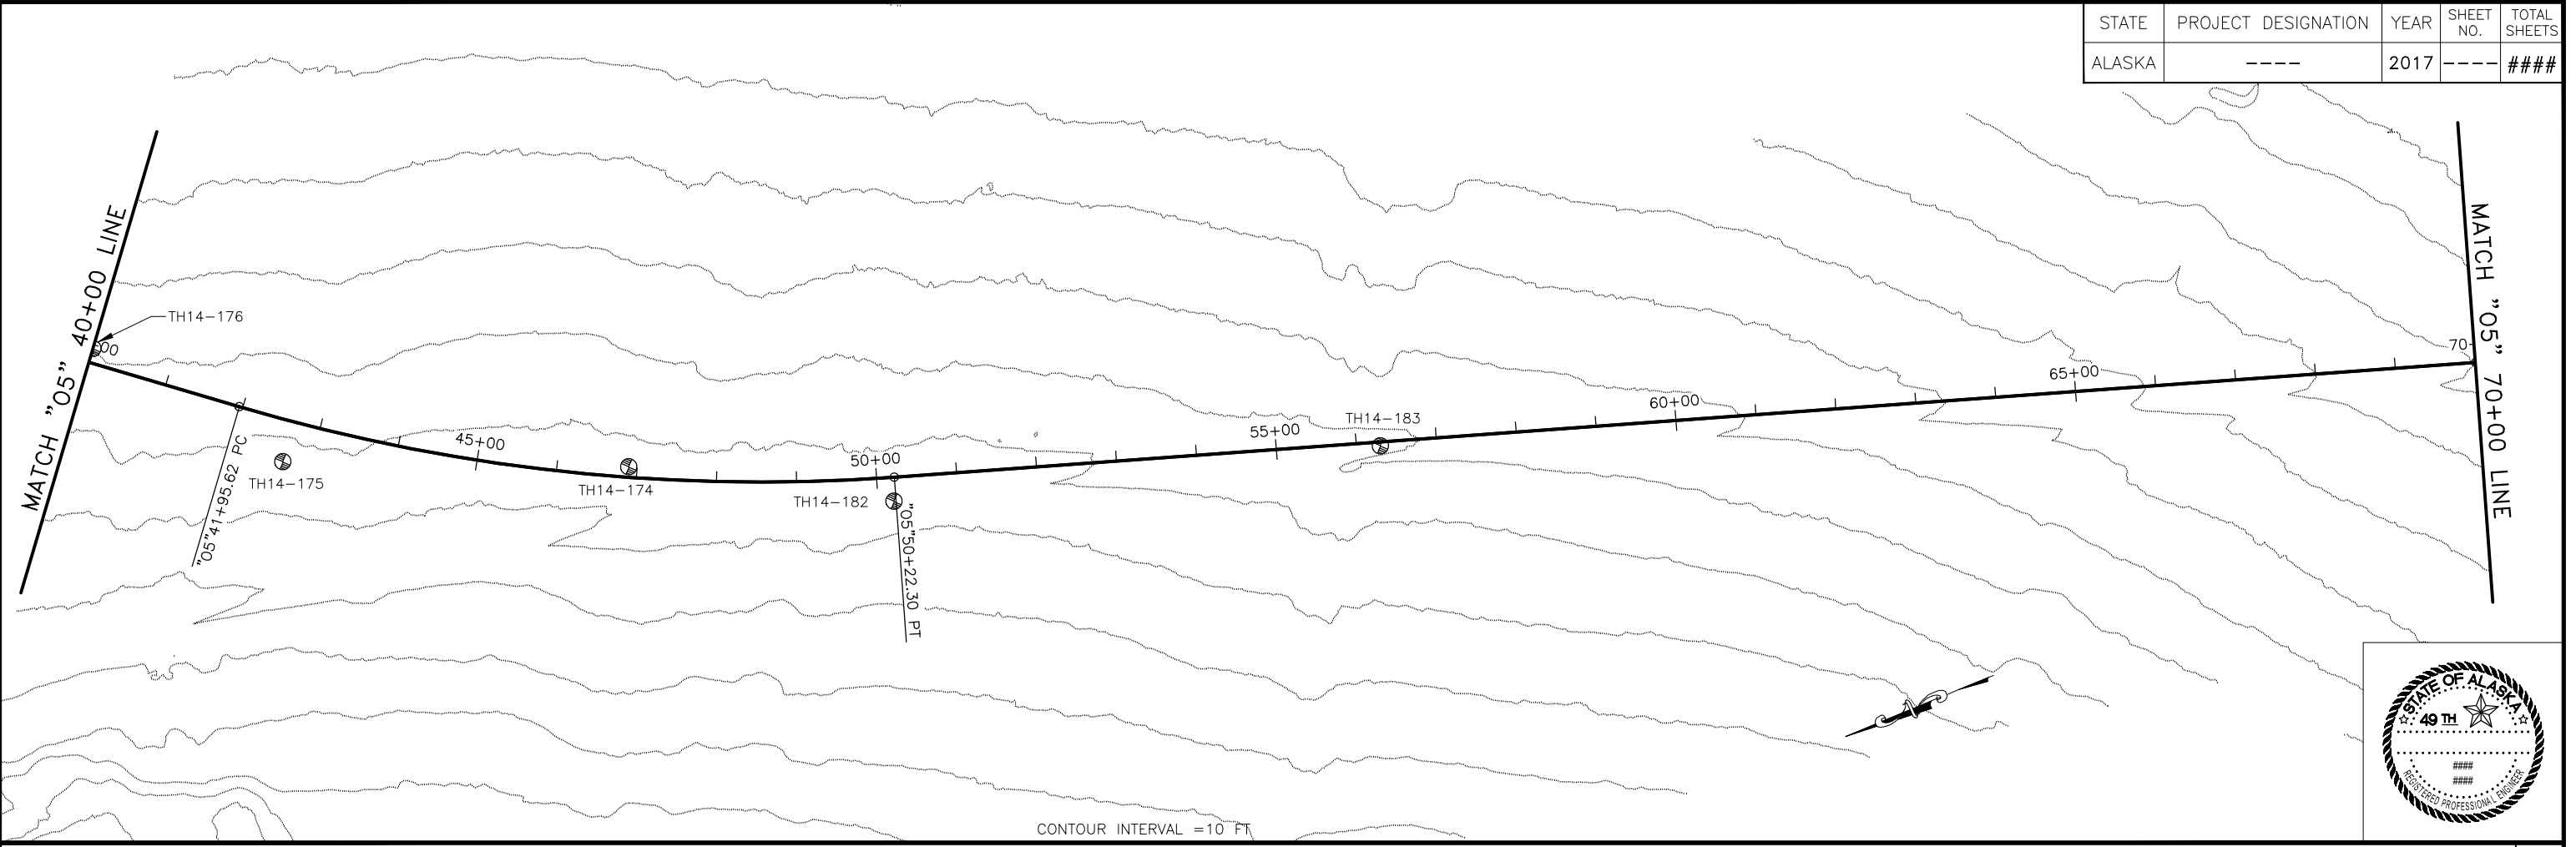 STATE PROJECT DESIGNATION YEAR SHEET NO. TOTAL SHEETS
ALASKA ---- 2017 ---- ####
MATCH "05" 40+00 LINE
TH14-176
00
"05"41+95.62 PC
TH14-175
45+00
TH14-174
50+00
TH14-182
"05"50+22.30 PT
55+00
TH14-183
60+00
65+00
70
MATCH "05" 70+00 LINE
CONTOUR INTERVAL =10 FT
STATE OF ALASKA
49 TH
####
####
REGISTERED PROFESSIONAL ENGINEER